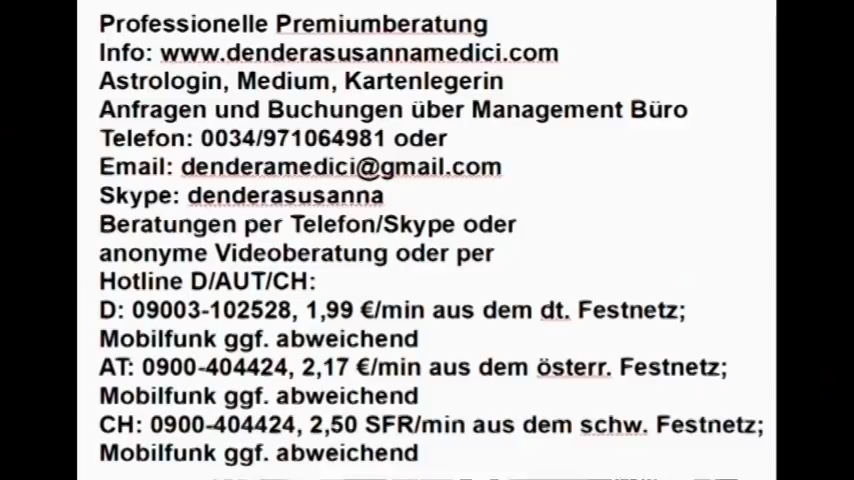 Professionelle Premiumberatung
Info: www.denderasusannamedici.com
Astrologin, Medium, Kartenlegerin
Anfragen und Buchungen über Management Büro
Telefon: 0034/971064981 oder
Email: denderamedici@gmail.com
Skype: denderasusanna
Beratungen per Telefon/Skype oder
anonyme Videoberatung oder per
Hotline D/AUT/CH:
D: 09003-102528, 1,99 €/min aus dem dt. Festnetz;
Mobilfunk ggf. abweichend
AT: 0900-404424, 2,17 €/min aus dem österr. Festnetz;
Mobilfunk ggf. abweichend
CH: 0900-404424, 2,50 SFR/min aus dem schw. Festnetz;
Mobilfunk ggf. abweichend